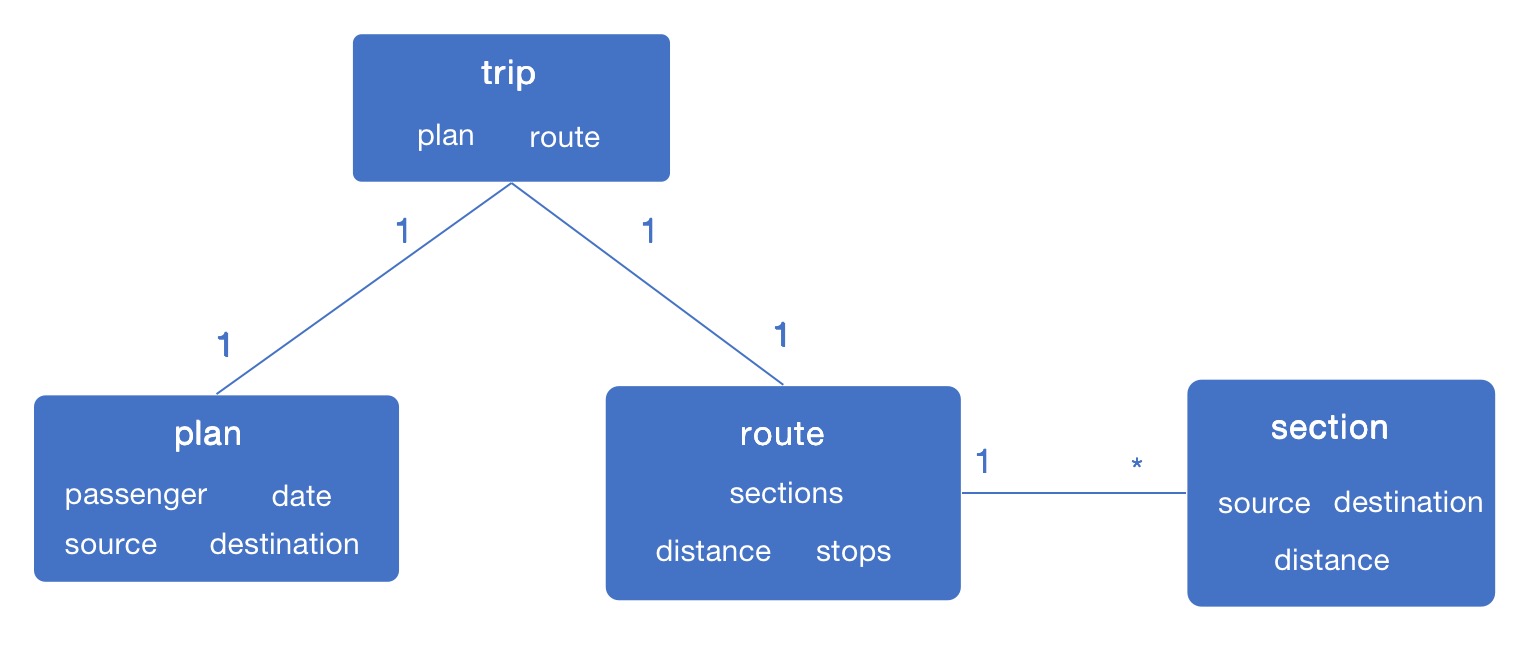 trip
plan route
1 1
1 1
plan
passenger date
source destination
route
sections
distance stops
1 *
section
source destination
distance